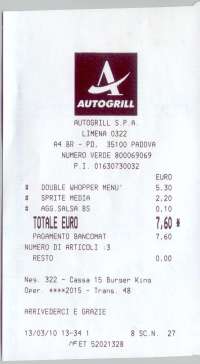 AUTOGRILL
AUTOGRILL S.P.A.
LIMENA 0322
A4 BR - PD, 35100 PADOVA
NUMERO VERDE 800069069
P.I. 01630730032
EURO
# DOUBLE WHOPPER MENU' 5.30
# SPRITE MEDIA 2.20
# AGG.SALSA BS 0.10
TOTALE EURO 7,60 *
PAGAMENTO BANCOMAT 7.60
NUMERO DI ARTICOLI :3
RESTO 0.00
Neg. 322 - Cassa 15 Burger King
Oper. ****2015 - Trans. 48
ARRIVEDERCI E GRAZIE
13/03/10 13-34 1 8 SC.N. 27
MF ET 52021328